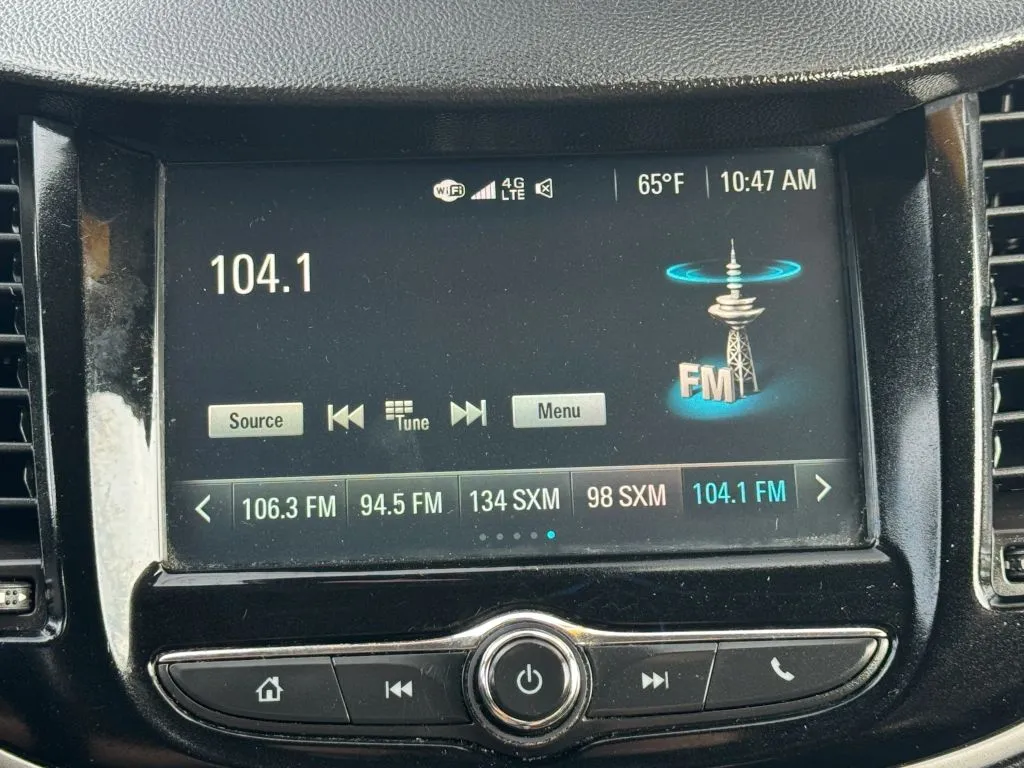 WiFi 4G LTE 65°F 10:47 AM
104.1
FM
Source Tune Menu
106.3 FM 94.5 FM 134 SXM 98 SXM 104.1 FM